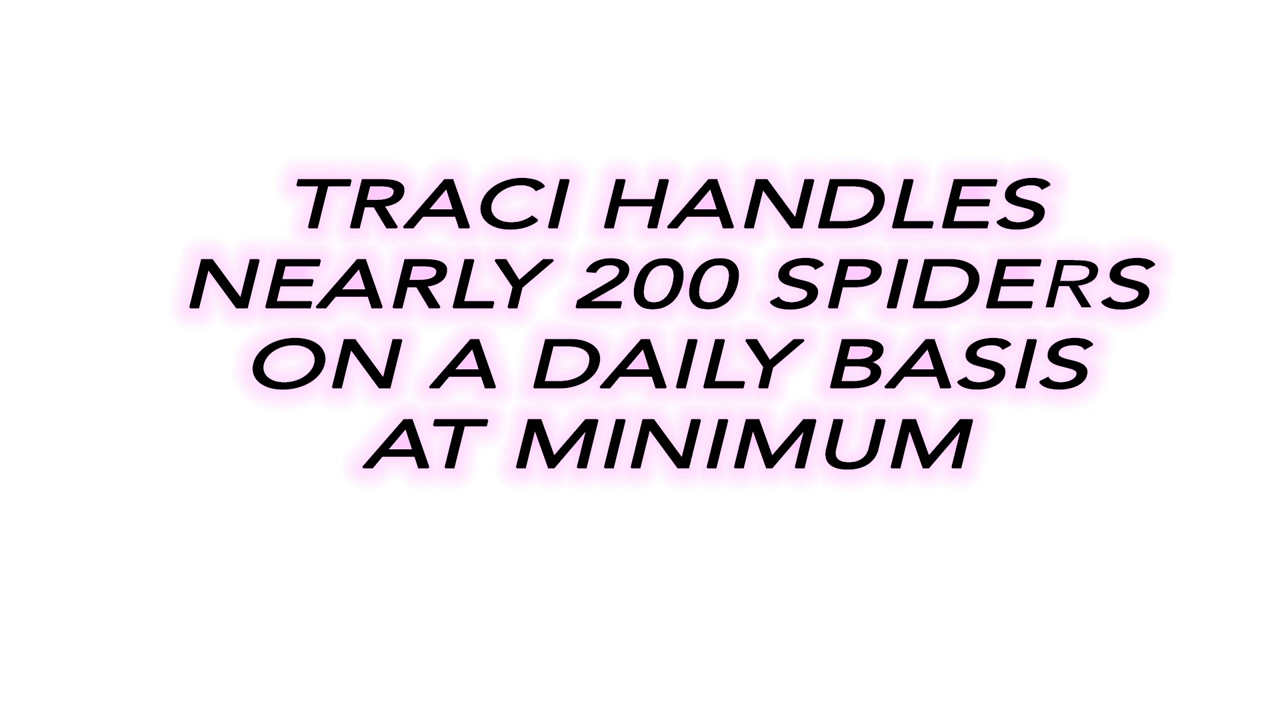 TRACI HANDLES
NEARLY 200 SPIDERS
ON A DAILY BASIS
AT MINIMUM